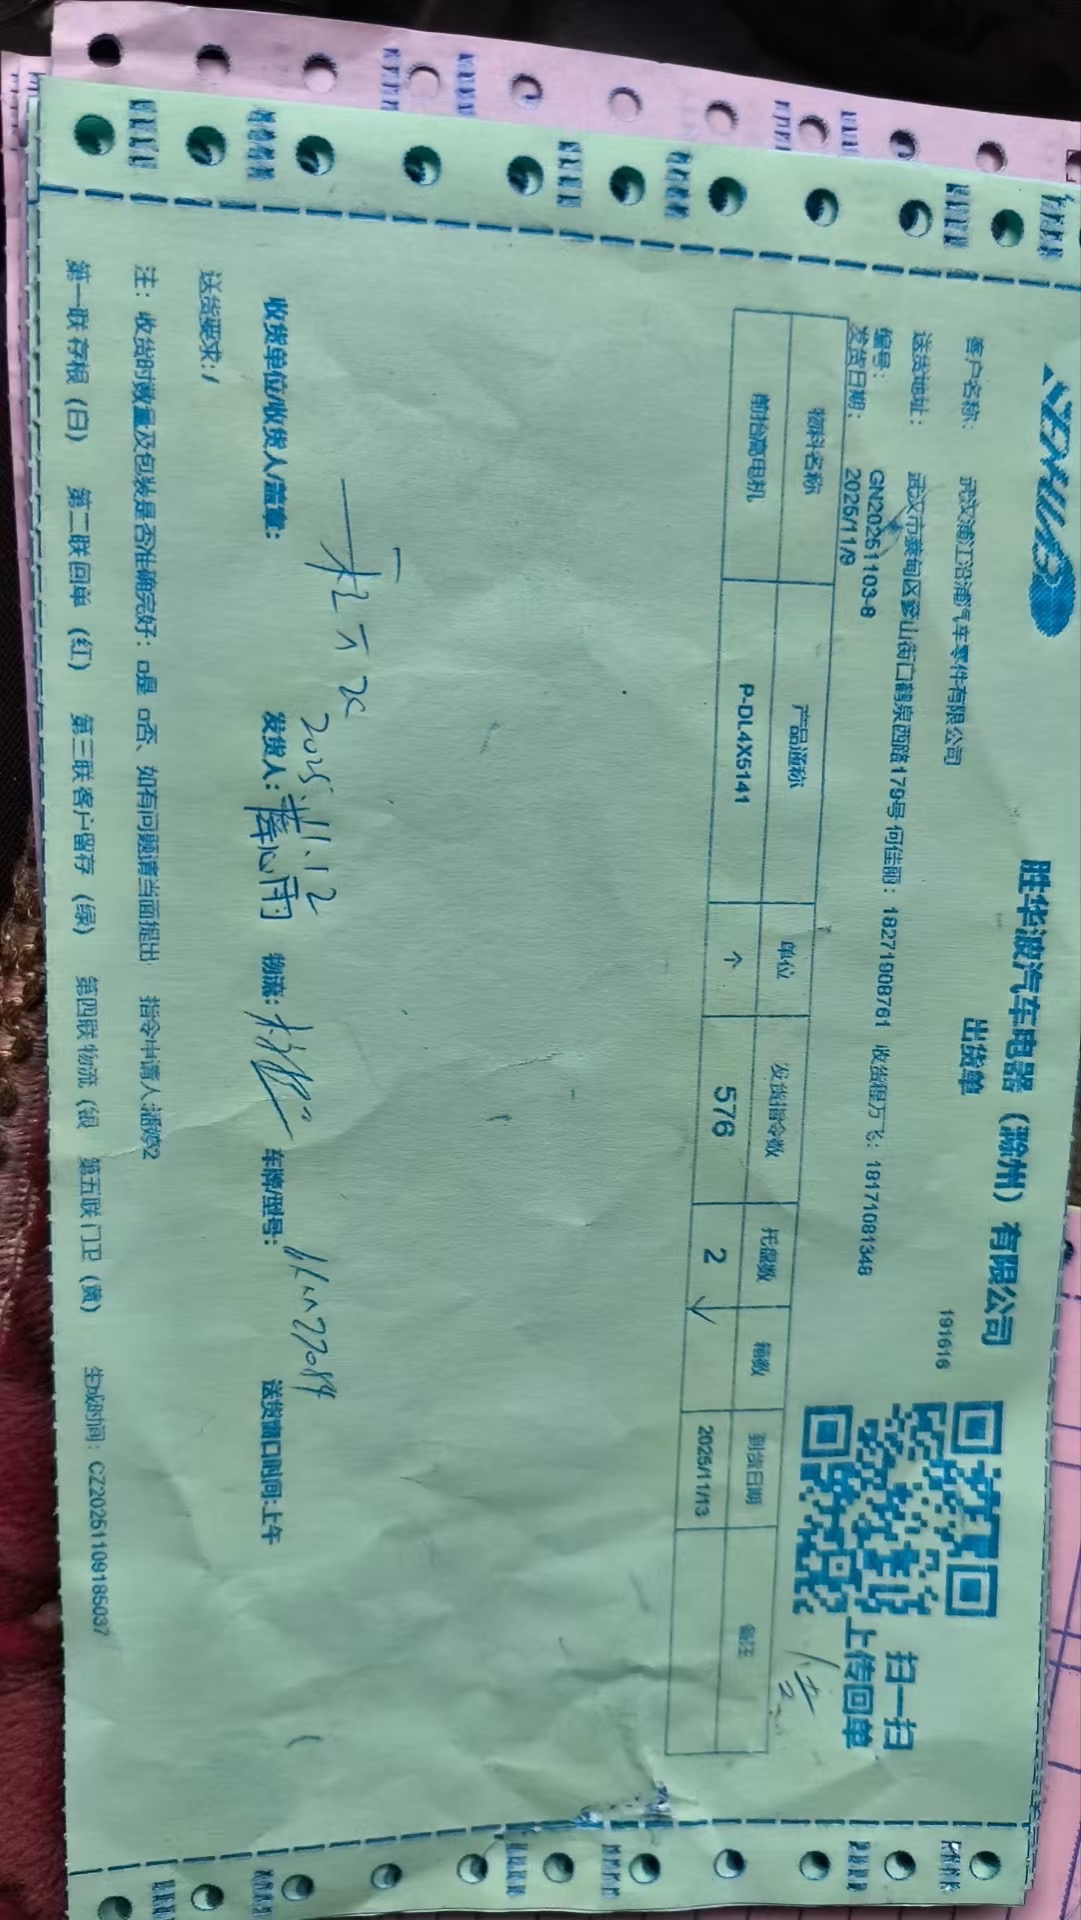 胜华波汽车电器（滁州）有限公司
出货单
191616
扫一扫
上传回单
客户名称： 武汉浦江沿浦汽车零件有限公司
送货地址： 武汉市蔡甸区奓山街口鹤泉西路179号 何佳丽：18271908761 收货程万飞：18171081348
编号： GN20251103-8
发货日期： 2025/11/9
物料名称 产品通称 单位 发货指令数 托盘数 箱数 到货日期 备注
前抬高电机 P-DL4X5141 个 576 2 2025/11/13
2025.11.12
收货单位/收货人/盖章： 发货人：薛心雨 物流： 车牌/型号： 送货窗口时间:上午
送货要求：/
注：收货时数量及包装是否准确完好：□是 □否、如有问题请当面提出 指令申请人:潘婷2
第一联 存根（白） 第二联 回单（红） 第三联 客户留存（绿） 第四联 物流（银 第五联 门卫（黄） 生成时间：CZ20251109185037